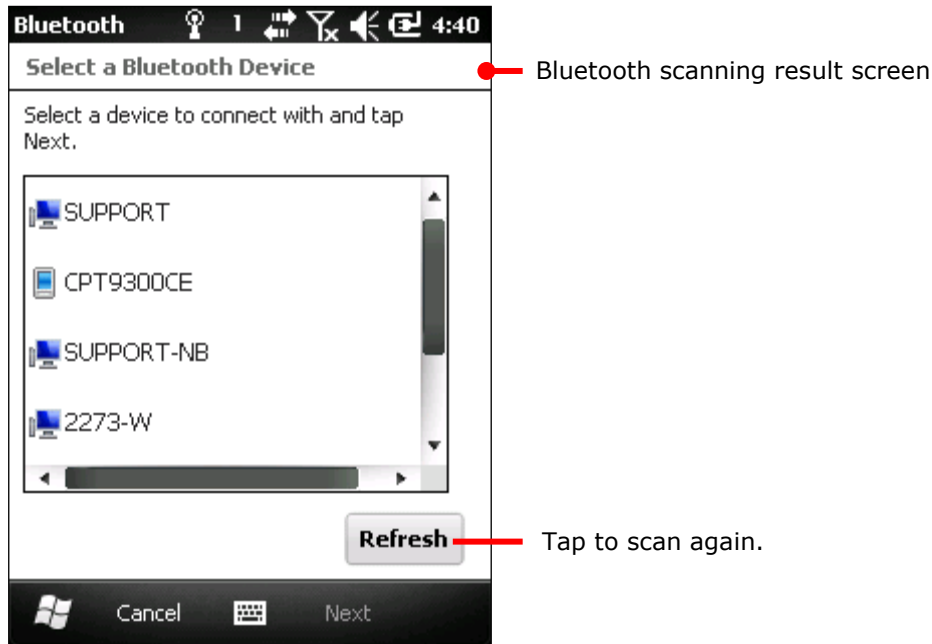 Bluetooth 1 4:40
Select a Bluetooth Device
Bluetooth scanning result screen
Select a device to connect with and tap
Next.
SUPPORT
CPT9300CE
SUPPORT-NB
2273-W
Refresh
Tap to scan again.
Cancel Next